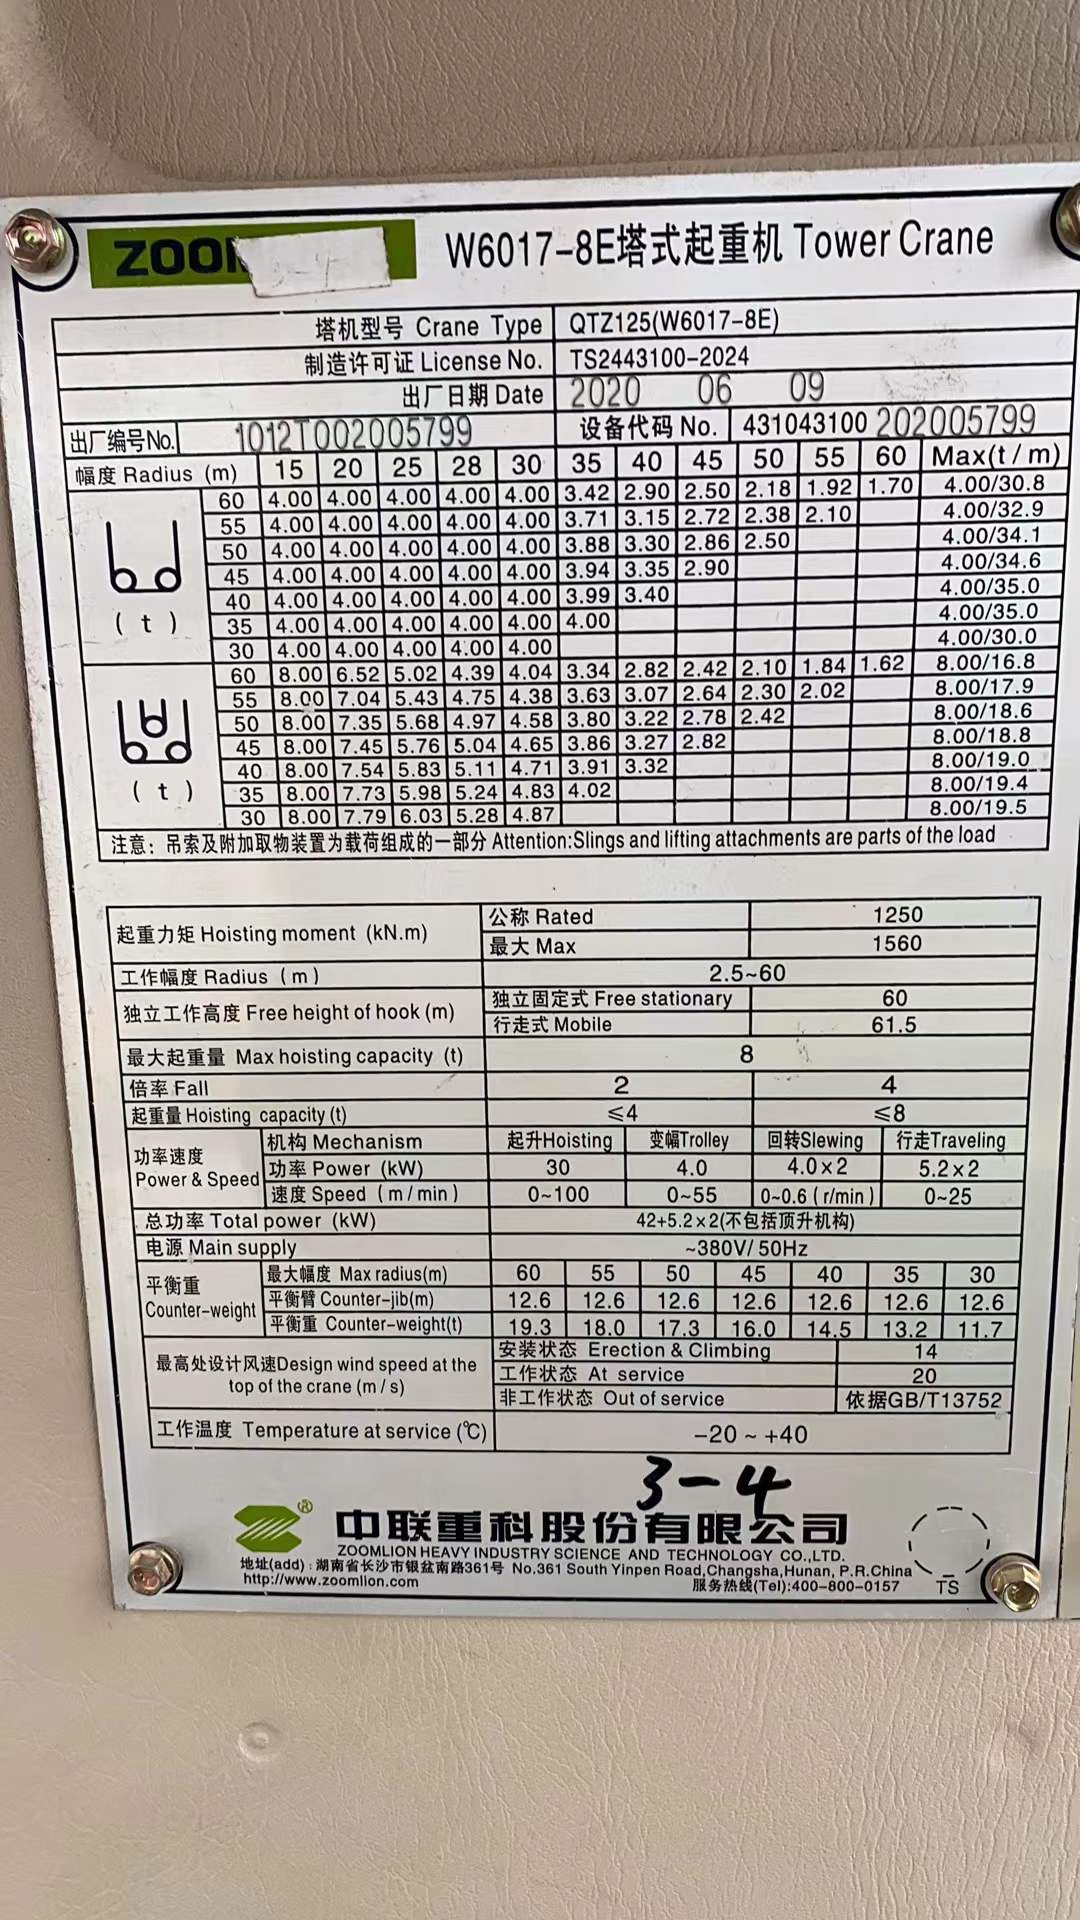 ZOOM
W6017-8E塔式起重机 Tower Crane
塔机型号 Crane Type QTZ125(W6017-8E)
制造许可证 License No. TS2443100-2024
出厂日期 Date 2020 06 09
出厂编号No. 1012T002005799 设备代码 No. 431043100 202005799
幅度 Radius (m) 15 20 25 28 30 35 40 45 50 55 60 Max(t/m)
60 4.00 4.00 4.00 4.00 4.00 3.42 2.90 2.50 2.18 1.92 1.70 4.00/30.8
55 4.00 4.00 4.00 4.00 4.00 3.71 3.15 2.72 2.38 2.10 4.00/32.9
50 4.00 4.00 4.00 4.00 4.00 3.88 3.30 2.86 2.50 4.00/34.1
45 4.00 4.00 4.00 4.00 4.00 3.94 3.35 2.90 4.00/34.6
40 4.00 4.00 4.00 4.00 4.00 3.99 3.40 4.00/35.0
(t) 35 4.00 4.00 4.00 4.00 4.00 4.00 4.00/35.0
30 4.00 4.00 4.00 4.00 4.00 4.00/30.0
60 8.00 6.52 5.02 4.39 4.04 3.34 2.82 2.42 2.10 1.84 1.62 8.00/16.8
55 8.00 7.04 5.43 4.75 4.38 3.63 3.07 2.64 2.30 2.02 8.00/17.9
50 8.00 7.35 5.68 4.97 4.58 3.80 3.22 2.78 2.42 8.00/18.6
45 8.00 7.45 5.76 5.04 4.65 3.86 3.27 2.82 8.00/18.8
40 8.00 7.54 5.83 5.11 4.71 3.91 3.32 8.00/19.0
(t) 35 8.00 7.73 5.98 5.24 4.83 4.02 8.00/19.4
30 8.00 7.79 6.03 5.28 4.87 8.00/19.5
注意：吊索及附加取物装置为载荷组成的一部分 Attention:Slings and lifting attachments are parts of the load
起重力矩 Hoisting moment (kN.m) 公称 Rated 1250
最大 Max 1560
工作幅度 Radius (m) 2.5~60
独立工作高度 Free height of hook (m) 独立固定式 Free stationary 60
行走式 Mobile 61.5
最大起重量 Max hoisting capacity (t) 8
倍率 Fall 2 4
起重量 Hoisting capacity (t) ≤4 ≤8
功率速度 Power & Speed 机构 Mechanism 起升Hoisting 变幅Trolley 回转Slewing 行走Traveling
功率 Power (kW) 30 4.0 4.0×2 5.2×2
速度 Speed (m/min) 0~100 0~55 0~0.6 (r/min) 0~25
总功率 Total power (kW) 42+5.2×2(不包括顶升机构)
电源 Main supply ~380V/ 50Hz
平衡重 Counter-weight 最大幅度 Max radius(m) 60 55 50 45 40 35 30
平衡臂 Counter-jib(m) 12.6 12.6 12.6 12.6 12.6 12.6 12.6
平衡重 Counter-weight(t) 19.3 18.0 17.3 16.0 14.5 13.2 11.7
最高处设计风速Design wind speed at the top of the crane (m/s) 安装状态 Erection & Climbing 14
工作状态 At service 20
非工作状态 Out of service 依据GB/T13752
工作温度 Temperature at service (℃) -20 ~ +40
3-4
® 中联重科股份有限公司
ZOOMLION HEAVY INDUSTRY SCIENCE AND TECHNOLOGY CO.,LTD.
地址(add)：湖南省长沙市银盆南路361号 No.361 South Yinpen Road,Changsha,Hunan, P.R.China
http://www.zoomlion.com 服务热线(Tel):400-800-0157
TS